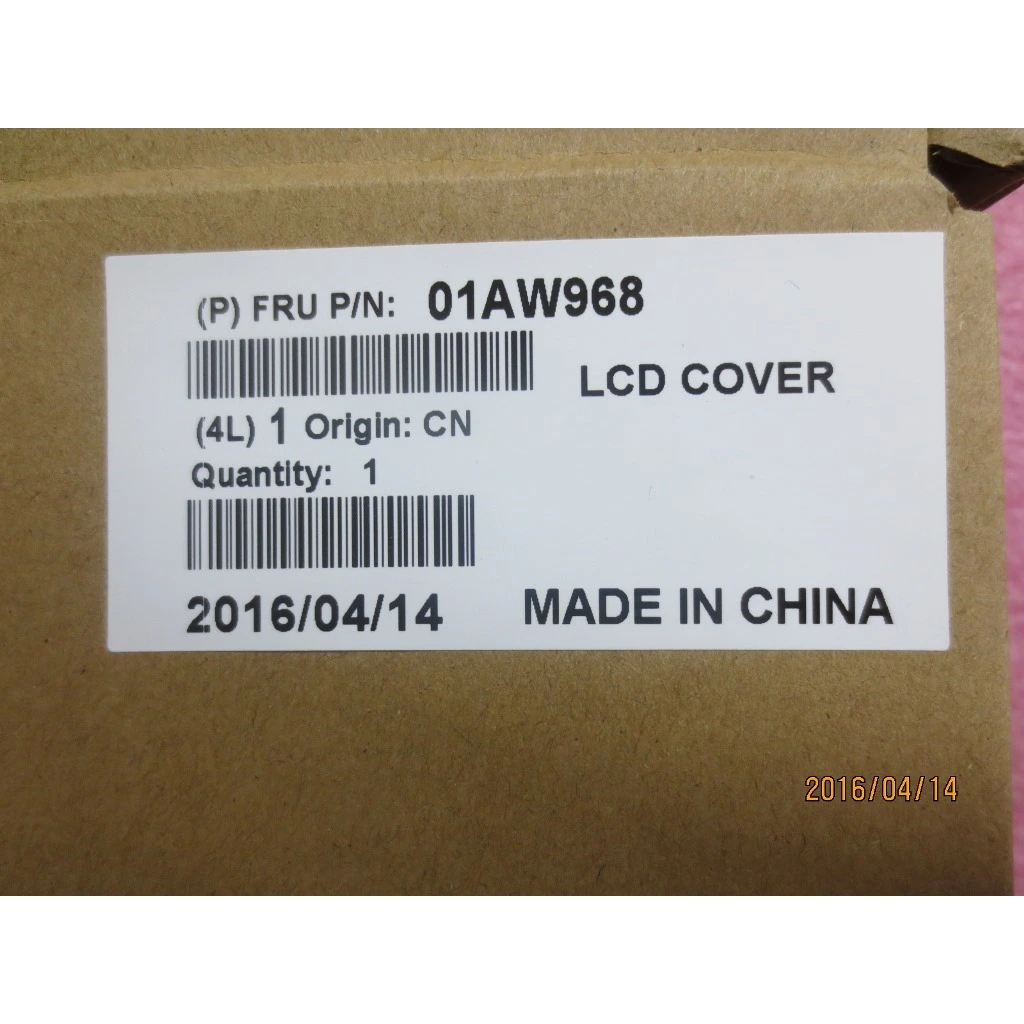 (P) FRU P/N: 01AW968
LCD COVER
(4L) 1 Origin: CN
Quantity: 1
2016/04/14 MADE IN CHINA
2016/04/14